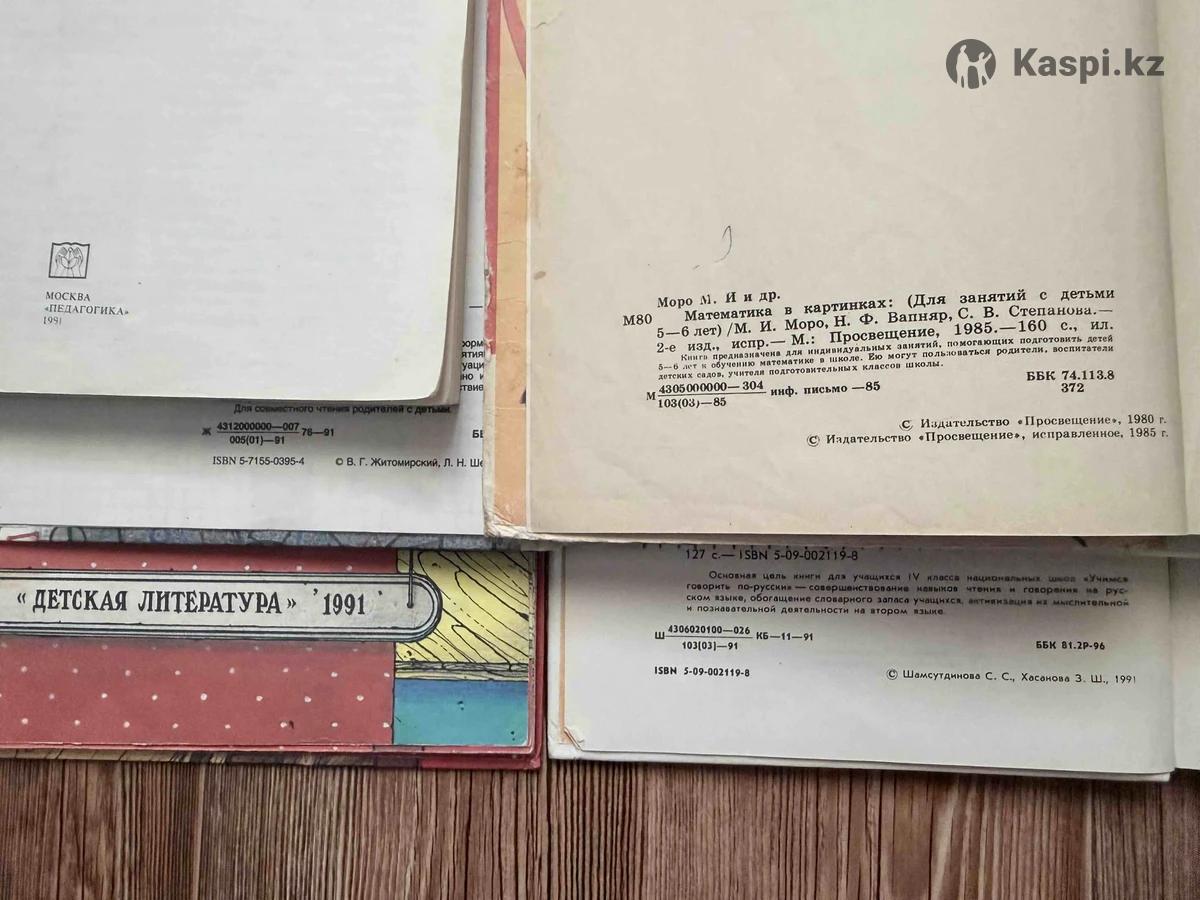 Kaspi.kz
МОСКВА
«ПЕДАГОГИКА»
1991
Для совместного чтения родителей с детьми.
Ж 4312000000—007 78—91
005(01)—91
ISBN 5-7155-0395-4 © В. Г. Житомирский, Л. Н.
Моро М. И и др.
М80 Математика в картинках: (Для занятий с детьми
5—6 лет) /М. И. Моро, Н. Ф. Вапняр, С. В. Степанова.—
2-е изд., испр.— М.: Просвещение, 1985.—160 с., ил.
Книга предназначена для индивидуальных занятий, помогающих подготовить детей
5—6 лет к обучению математике в школе. Ею могут пользоваться родители, воспитатели
детских садов, учителя подготовительных классов школы.
М 4305000000—304 инф. письмо —85
103(03)—85
ББК 74.113.8
372
© Издательство «Просвещение», 1980 г.
© Издательство «Просвещение», исправленное, 1985 г.
«ДЕТСКАЯ ЛИТЕРАТУРА» 1991
127 с.— ISBN 5-09-002119-8
Основная цель книги для учащихся IV класса национальных школ «Учимся
говорить по-русски» — совершенствование навыков чтения и говорения на рус-
ском языке, обогащение словарного запаса учащихся, активизация их мыслительной
и познавательной деятельности на втором языке.
Ш 4306020100—026 КБ—11—91
103(03)—91
ББК 81.2Р-96
ISBN 5-09-002119-8
© Шамсутдинова С. С., Хасанова З. Ш., 1991